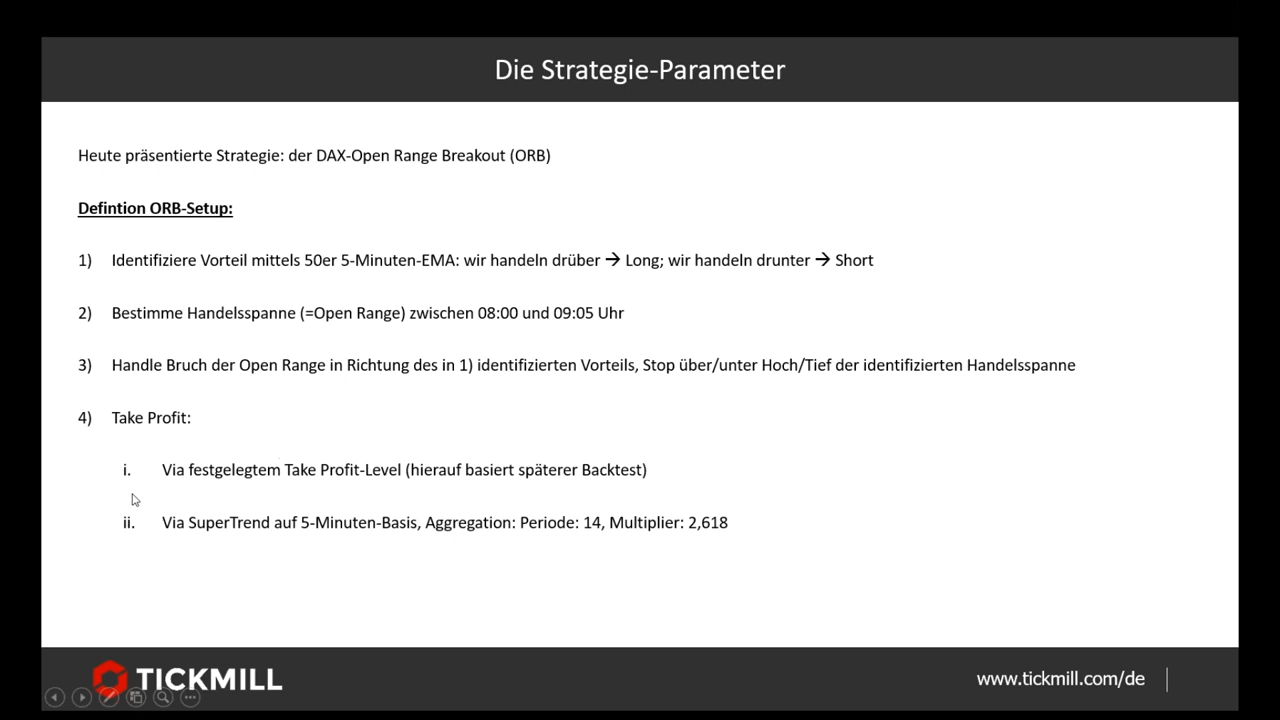 Die Strategie-Parameter
Heute präsentierte Strategie: der DAX-Open Range Breakout (ORB)
Defintion ORB-Setup:
1) Identifiziere Vorteil mittels 50er 5-Minuten-EMA: wir handeln drüber → Long; wir handeln drunter → Short
2) Bestimme Handelsspanne (=Open Range) zwischen 08:00 und 09:05 Uhr
3) Handle Bruch der Open Range in Richtung des in 1) identifizierten Vorteils, Stop über/unter Hoch/Tief der identifizierten Handelsspanne
4) Take Profit:
i. Via festgelegtem Take Profit-Level (hierauf basiert späterer Backtest)
ii. Via SuperTrend auf 5-Minuten-Basis, Aggregation: Periode: 14, Multiplier: 2,618
TICKMILL
www.tickmill.com/de